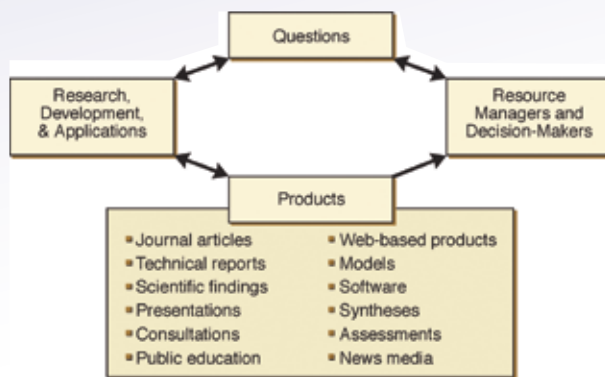 Questions
Research,
Development,
& Applications
Resource
Managers and
Decision-Makers
Products
▪ Journal articles
▪ Technical reports
▪ Scientific findings
▪ Presentations
▪ Consultations
▪ Public education
▪ Web-based products
▪ Models
▪ Software
▪ Syntheses
▪ Assessments
▪ News media